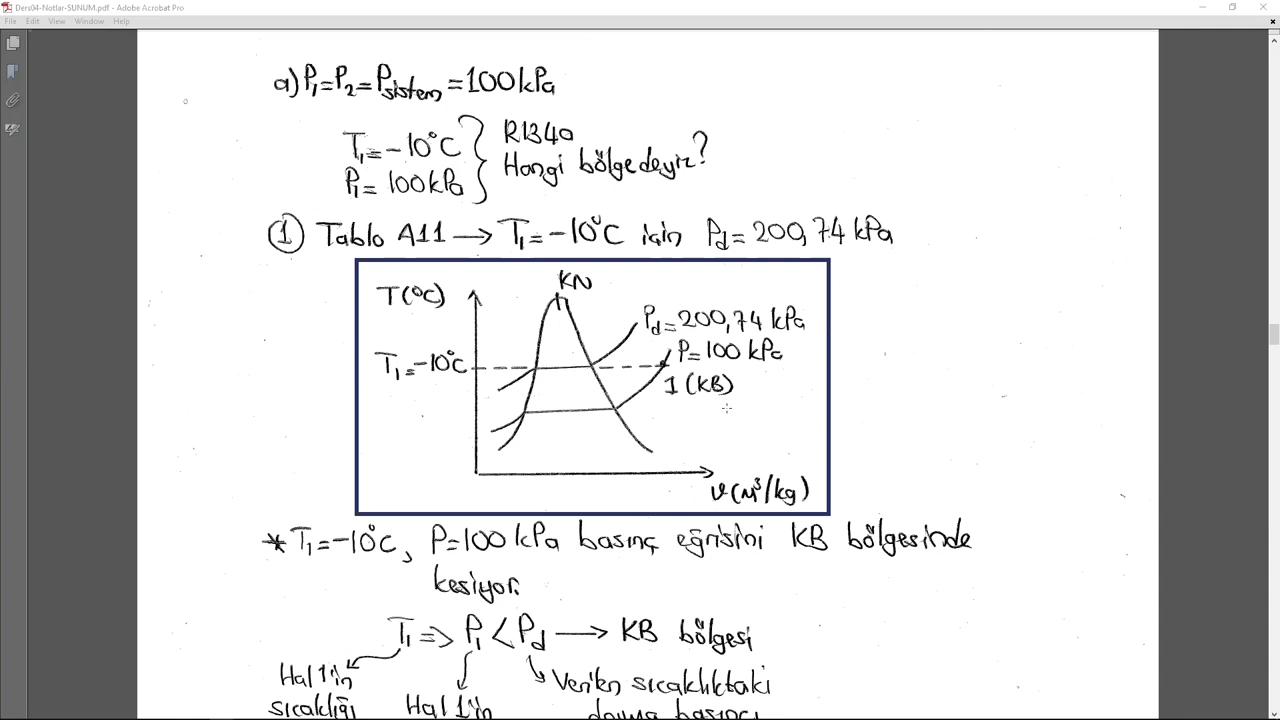 Ders04-Notlar-SUNUM.pdf - Adobe Acrobat Pro
File Edit View Window Help
a) P₁=P₂=Psistem=100kPa
T₁=-10°C
P₁=100kPa
R134a
Hangi bölgedeyiz?
① Tablo A11 → T₁=-10°C için Pd=200,74 kPa
KN
T(°C)
Pd=200,74 kPa
P=100 kPa
T₁=-10°C
1 (KB)
v(m³/kg)
* T₁=-10°C, P=100 kPa basınç eğrisini KB bölgesinde
kesiyor.
T₁ ⇒ P₁ < Pd → KB bölgesi
Hal 1'in
sıcaklığı
Hal 1'in
Verilen sıcaklıktaki
doyma basıncı